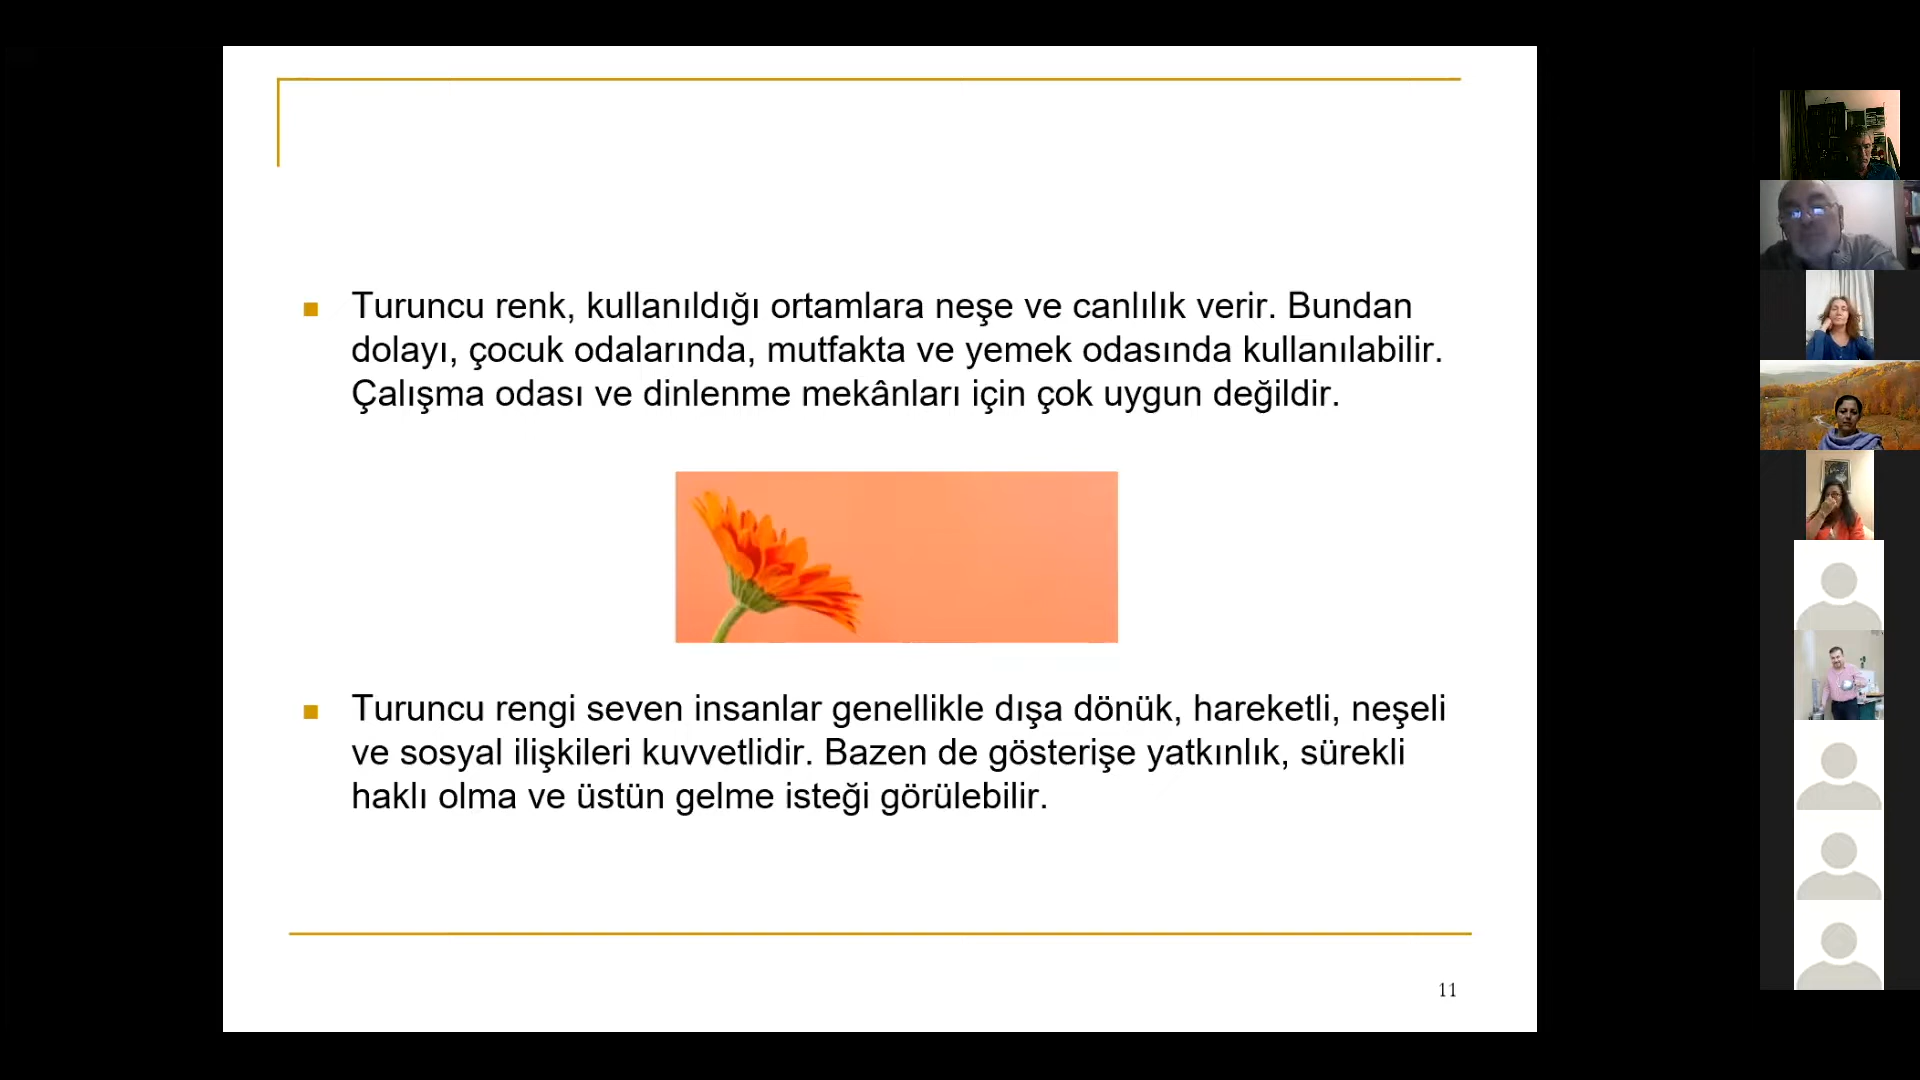 Turuncu renk, kullanıldığı ortamlara neşe ve canlılık verir. Bundan
dolayı, çocuk odalarında, mutfakta ve yemek odasında kullanılabilir.
Çalışma odası ve dinlenme mekânları için çok uygun değildir.
Turuncu rengi seven insanlar genellikle dışa dönük, hareketli, neşeli
ve sosyal ilişkileri kuvvetlidir. Bazen de gösterişe yatkınlık, sürekli
haklı olma ve üstün gelme isteği görülebilir.
11